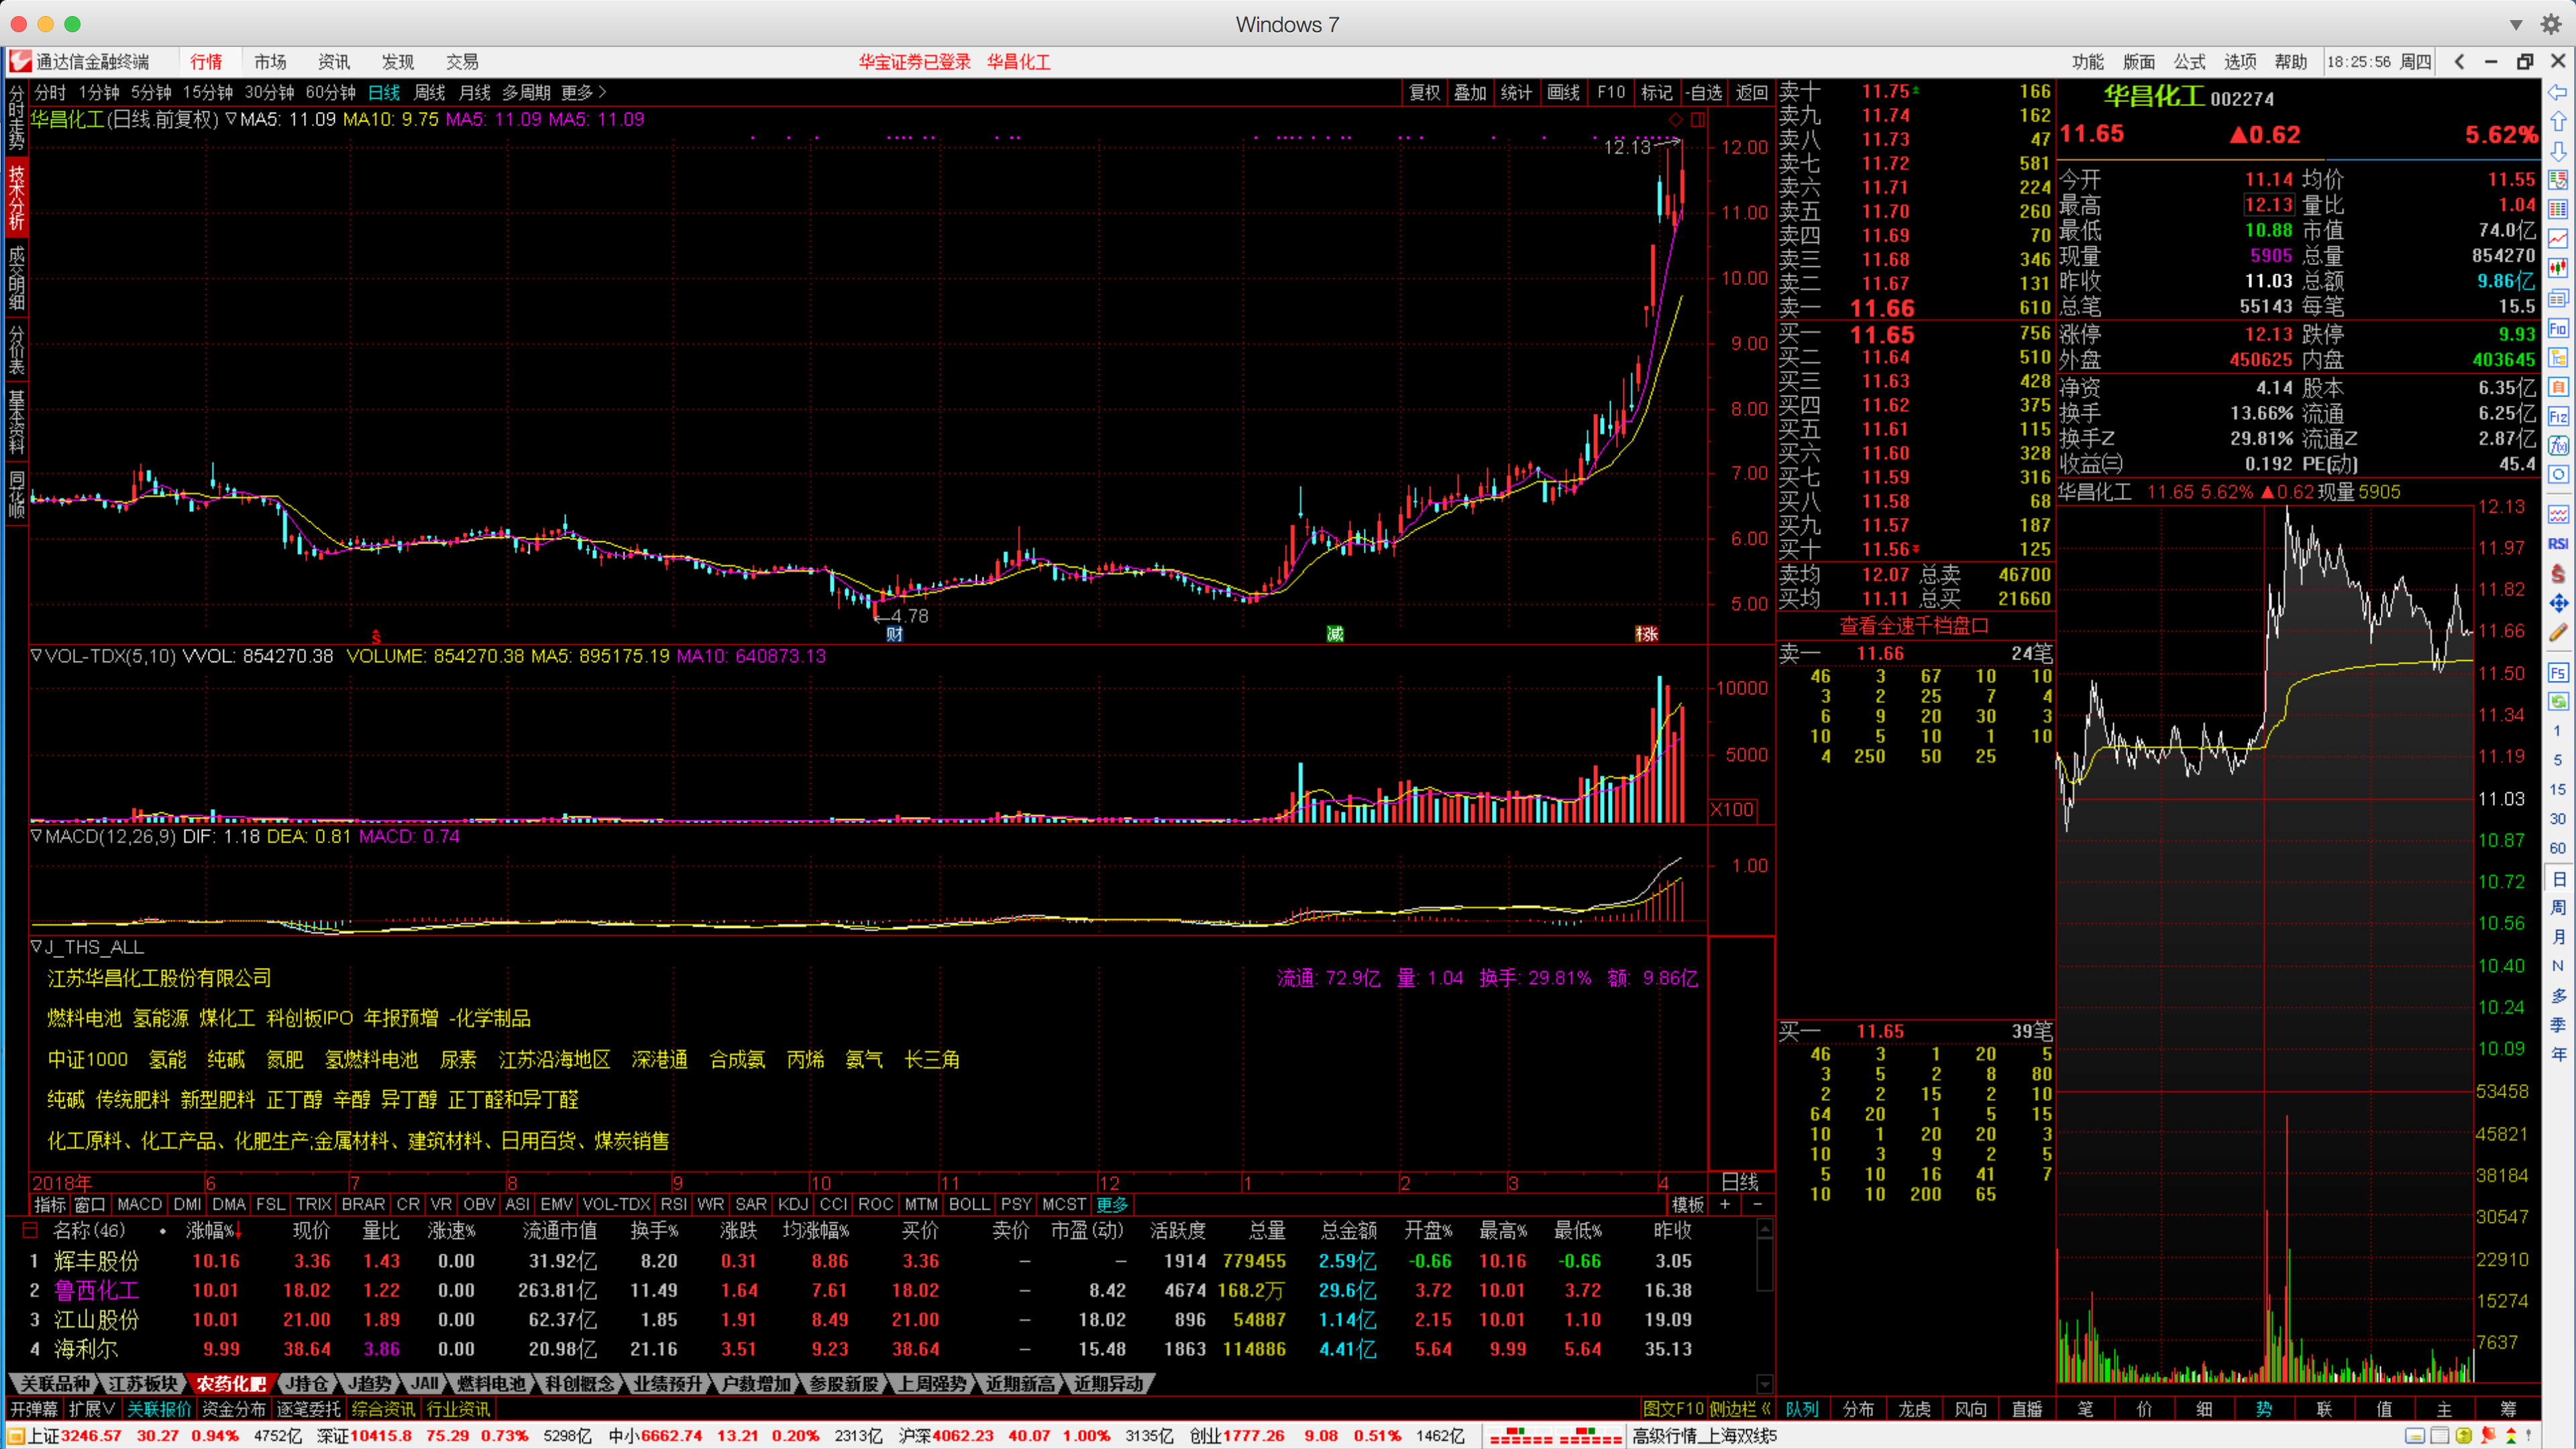 Windows 7
通达信金融终端 行情 市场 资讯 发现 交易 华宝证券已登录 华昌化工 功能 版面 公式 选项 帮助 18:25:56 周四
分时 1分钟 5分钟 15分钟 30分钟 60分钟 日线 周线 月线 多周期 更多 > 复权 叠加 统计 画线 F10 标记 -自选 返回
分时走势
技术分析
成交明细
分价表
基本资料
同花顺
华昌化工(日线.前复权) MA5: 11.09 MA10: 9.75 MA5: 11.09 MA5: 11.09
12.13
12.00
11.00
10.00
9.00
8.00
7.00
6.00
5.00
4.78
财 减 涨
VOL-TDX(5,10) VVOL: 854270.38 VOLUME: 854270.38 MA5: 895175.19 MA10: 640873.13
10000
5000
X100
MACD(12,26,9) DIF: 1.18 DEA: 0.81 MACD: 0.74
1.00
J_THS_ALL
江苏华昌化工股份有限公司 流通: 72.9亿 量: 1.04 换手: 29.81% 额: 9.86亿
燃料电池 氢能源 煤化工 科创板IPO 年报预增 -化学制品
中证1000 氢能 纯碱 氮肥 氢燃料电池 尿素 江苏沿海地区 深港通 合成氨 丙烯 氨气 长三角
纯碱 传统肥料 新型肥料 正丁醇 辛醇 异丁醇 正丁醛和异丁醛
化工原料、化工产品、化肥生产;金属材料、建筑材料、日用百货、煤炭销售
2018年 6 7 8 9 10 11 12 1 2 3 4 日线
指标 窗口 MACD DMI DMA FSL TRIX BRAR CR VR OBV ASI EMV VOL-TDX RSI WR SAR KDJ CCI ROC MTM BOLL PSY MCST 更多 模板 + −
名称(46) 涨幅% 现价 量比 涨速% 流通市值 换手% 涨跌 均涨幅% 买价 卖价 市盈(动) 活跃度 总量 总金额 开盘% 最高% 最低% 昨收
1 辉丰股份 10.16 3.36 1.43 0.00 31.92亿 8.20 0.31 8.86 3.36 – – 1914 779455 2.59亿 -0.66 10.16 -0.66 3.05
2 鲁西化工 10.01 18.02 1.22 0.00 263.81亿 11.49 1.64 7.61 18.02 – 8.42 4674 168.2万 29.6亿 3.72 10.01 3.72 16.38
3 江山股份 10.01 21.00 1.89 0.00 62.37亿 1.85 1.91 8.49 21.00 – 18.02 896 54887 1.14亿 2.15 10.01 1.10 19.09
4 海利尔 9.99 38.64 3.86 0.00 20.98亿 21.16 3.51 9.23 38.64 – 15.48 1863 114886 4.41亿 5.64 9.99 5.64 35.13
关联品种 江苏板块 农药化肥 J持仓 J趋势 JAll 燃料电池 科创概念 业绩预升 户数增加 参股新股 上周强势 近期新高 近期异动
开弹幕 扩展 关联报价 资金分布 逐笔委托 综合资讯 行业资讯 图文F10 侧边栏
卖十 11.75 166
卖九 11.74 162
卖八 11.73 47
卖七 11.72 581
卖六 11.71 224
卖五 11.70 260
卖四 11.69 70
卖三 11.68 346
卖二 11.67 131
卖一 11.66 610
买一 11.65 756
买二 11.64 510
买三 11.63 428
买四 11.62 375
买五 11.61 115
买六 11.60 328
买七 11.59 316
买八 11.58 68
买九 11.57 187
买十 11.56 125
卖均 12.07 总卖 46700
买均 11.11 总买 21660
查看全速千档盘口
卖一 11.66 24笔
46 3 67 10 10
3 2 25 7 4
6 9 20 30 3
10 5 10 1 10
4 250 50 25
买一 11.65 39笔
46 3 1 20 5
3 5 2 8 80
2 2 15 2 10
64 20 1 5 15
10 1 20 20 3
10 3 9 2 5
5 10 16 41 7
10 10 200 65
队列 分布 龙虎 风向 直播
华昌化工 002274
11.65 ▲0.62 5.62%
今开 11.14 均价 11.55
最高 12.13 量比 1.04
最低 10.88 市值 74.0亿
现量 5905 总量 854270
昨收 11.03 总额 9.86亿
总笔 55143 每笔 15.5
涨停 12.13 跌停 9.93
外盘 450625 内盘 403645
净资 4.14 股本 6.35亿
换手 13.66% 流通 6.25亿
换手Z 29.81% 流通Z 2.87亿
收益(三) 0.192 PE(动) 45.4
华昌化工 11.65 5.62% ▲0.62 现量 5905
12.13
11.97
11.82
11.66
11.50
11.34
11.19
11.03
10.87
10.72
10.56
10.40
10.24
10.09
53458
45821
38184
30547
22910
15274
7637
笔 价 细 势 联 值 主 筹
F10
自
F12
f(x)
RSI
F5
1
5
15
30
60
日
周
月
N
多
季
年
上证3246.57 30.27 0.94% 4752亿 深证10415.8 75.29 0.73% 5298亿 中小6662.74 13.21 0.20% 2313亿 沪深4062.23 40.07 1.00% 3135亿 创业1777.26 9.08 0.51% 1462亿 高级行情_上海双线5